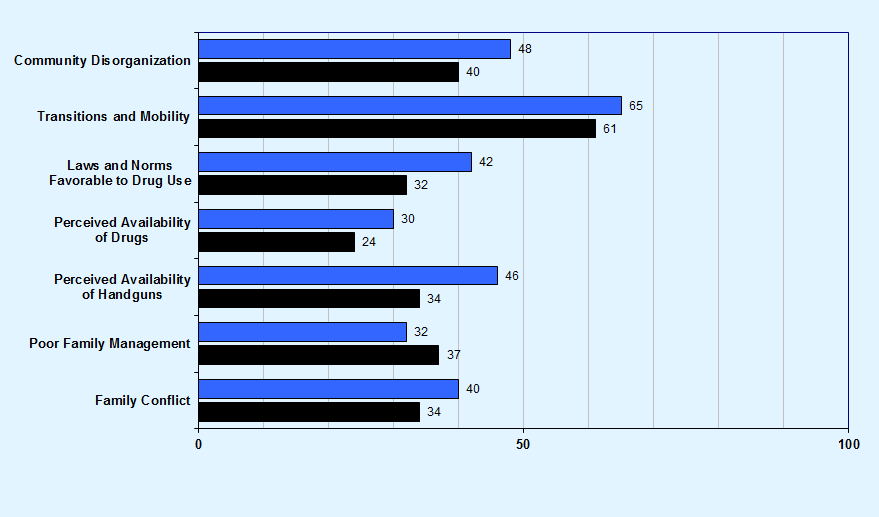 Community Disorganization
48
40
Transitions and Mobility
65
61
Laws and Norms
Favorable to Drug Use
42
32
Perceived Availability
of Drugs
30
24
Perceived Availability
of Handguns
46
34
Poor Family Management
32
37
Family Conflict
40
34
0 50 100